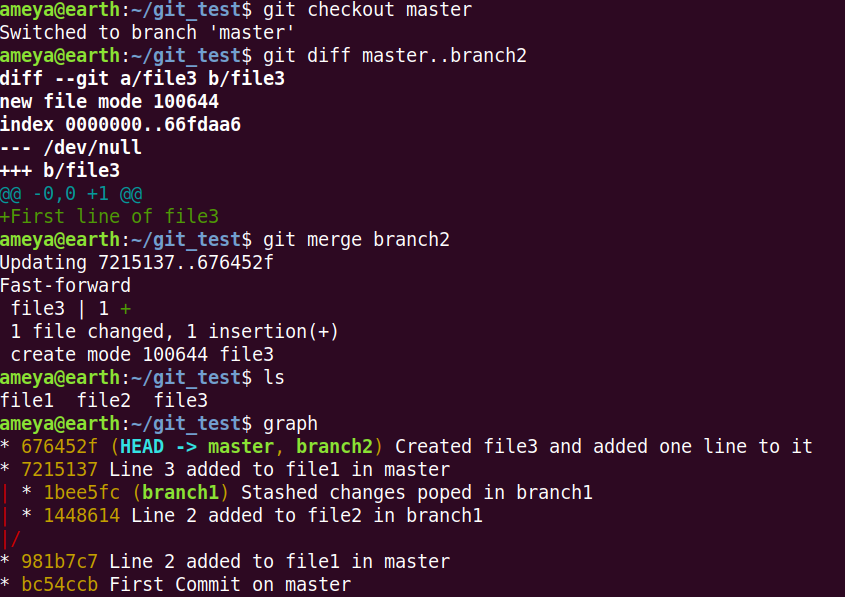 ameya@earth:~/git_test$ git checkout master
Switched to branch 'master'
ameya@earth:~/git_test$ git diff master..branch2
diff --git a/file3 b/file3
new file mode 100644
index 0000000..66fdaa6
--- /dev/null
+++ b/file3
@@ -0,0 +1 @@
+First line of file3
ameya@earth:~/git_test$ git merge branch2
Updating 7215137..676452f
Fast-forward
 file3 | 1 +
 1 file changed, 1 insertion(+)
 create mode 100644 file3
ameya@earth:~/git_test$ ls
file1  file2  file3
ameya@earth:~/git_test$ graph
* 676452f (HEAD -> master, branch2) Created file3 and added one line to it
* 7215137 Line 3 added to file1 in master
| * 1bee5fc (branch1) Stashed changes poped in branch1
| * 1448614 Line 2 added to file2 in branch1
|/
* 981b7c7 Line 2 added to file1 in master
* bc54ccb First Commit on master